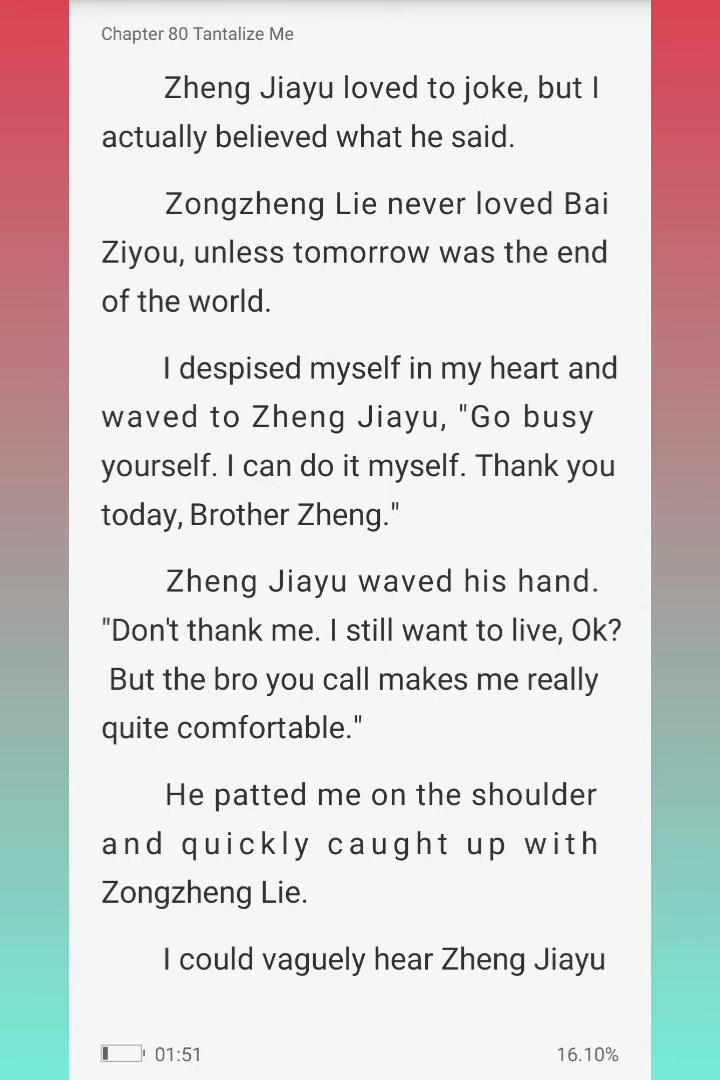 Chapter 80 Tantalize Me
Zheng Jiayu loved to joke, but I
actually believed what he said.
Zongzheng Lie never loved Bai
Ziyou, unless tomorrow was the end
of the world.
I despised myself in my heart and
waved to Zheng Jiayu, "Go busy
yourself. I can do it myself. Thank you
today, Brother Zheng."
Zheng Jiayu waved his hand.
"Don't thank me. I still want to live, Ok?
But the bro you call makes me really
quite comfortable."
He patted me on the shoulder
and quickly caught up with
Zongzheng Lie.
I could vaguely hear Zheng Jiayu
01:51 16.10%